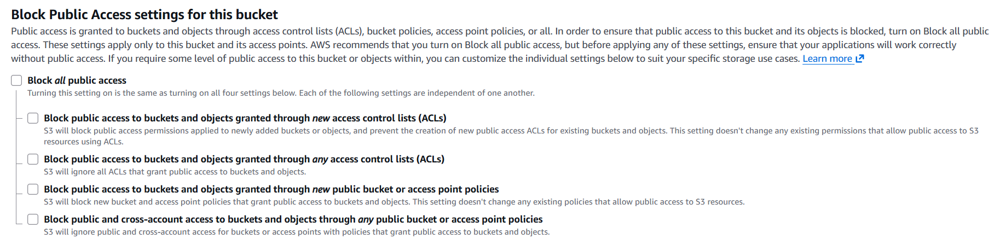 Block Public Access settings for this bucket
Public access is granted to buckets and objects through access control lists (ACLs), bucket policies, access point policies, or all. In order to ensure that public access to this bucket and its objects is blocked, turn on Block all public
access. These settings apply only to this bucket and its access points. AWS recommends that you turn on Block all public access, but before applying any of these settings, ensure that your applications will work correctly
without public access. If you require some level of public access to this bucket or objects within, you can customize the individual settings below to suit your specific storage use cases. Learn more
Block all public access
Turning this setting on is the same as turning on all four settings below. Each of the following settings are independent of one another.
Block public access to buckets and objects granted through new access control lists (ACLs)
S3 will block public access permissions applied to newly added buckets or objects, and prevent the creation of new public access ACLs for existing buckets and objects. This setting doesn't change any existing permissions that allow public access to S3
resources using ACLs.
Block public access to buckets and objects granted through any access control lists (ACLs)
S3 will ignore all ACLs that grant public access to buckets and objects.
Block public access to buckets and objects granted through new public bucket or access point policies
S3 will block new bucket and access point policies that grant public access to buckets and objects. This setting doesn't change any existing policies that allow public access to S3 resources.
Block public and cross-account access to buckets and objects through any public bucket or access point policies
S3 will ignore public and cross-account access for buckets or access points with policies that grant public access to buckets and objects.